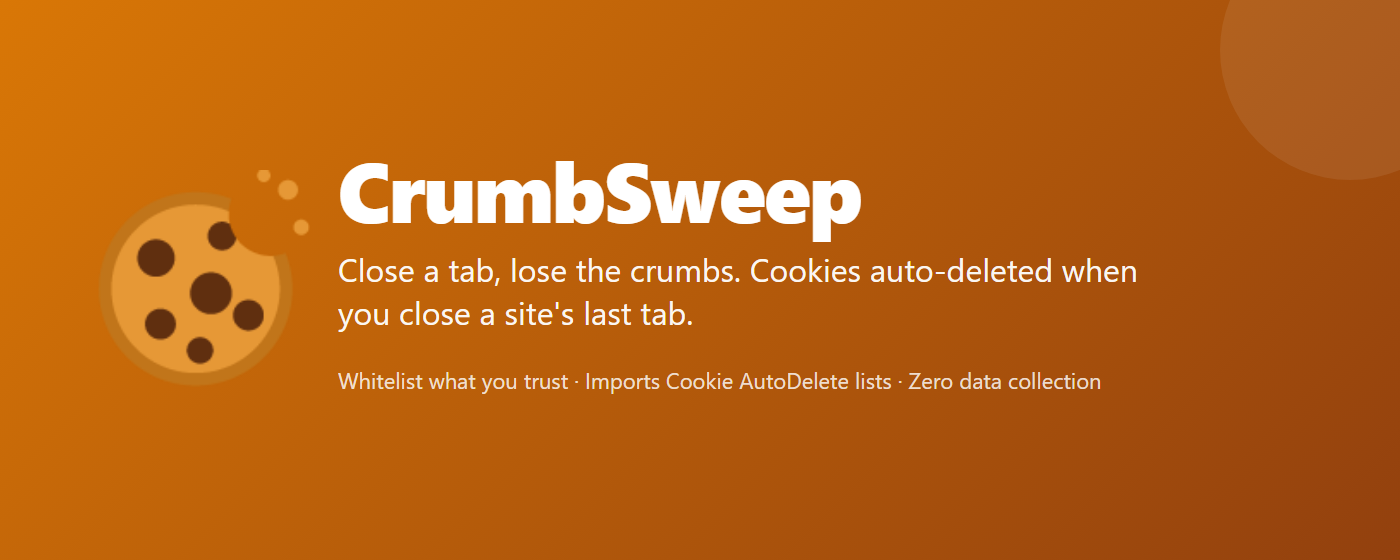 CrumbSweep
Close a tab, lose the crumbs. Cookies auto-deleted when
you close a site's last tab.
Whitelist what you trust · Imports Cookie AutoDelete lists · Zero data collection